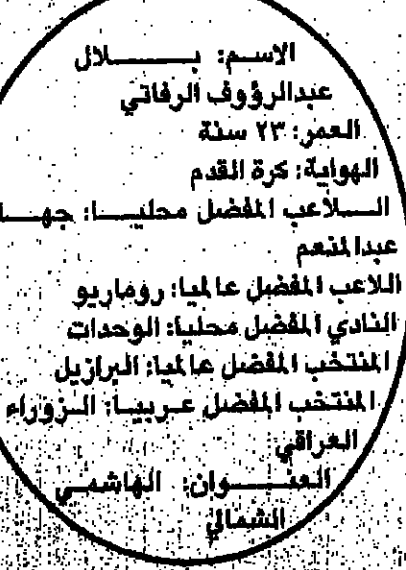 الاسم: بلال
عبدالرؤوف الرفاتي
العمر: ٢٣ سنة
الهواية: كرة القدم
اللاعب المفضل محليا: جهاد
عبدالمنعم
اللاعب المفضل عالميا: روماريو
النادي المفضل محليا: الوحدات
المنتخب المفضل عالميا: البرازيل
المنتخب المفضل عربيا: الزوراء
العراقي
العنوان: الهاشمي
الشمالي